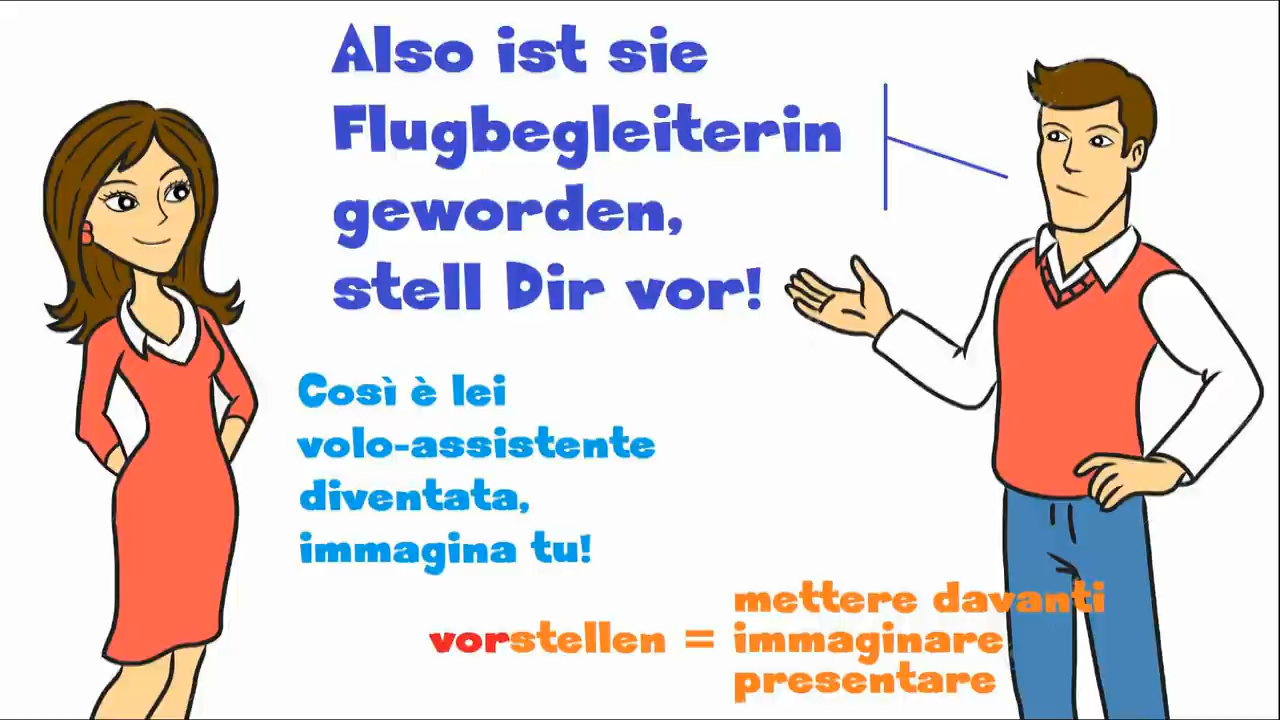 Also ist sie
Flugbegleiterin
geworden,
stell Dir vor!
Così è lei
volo-assistente
diventata,
immagina tu!
mettere davanti
vorstellen = immaginare
presentare